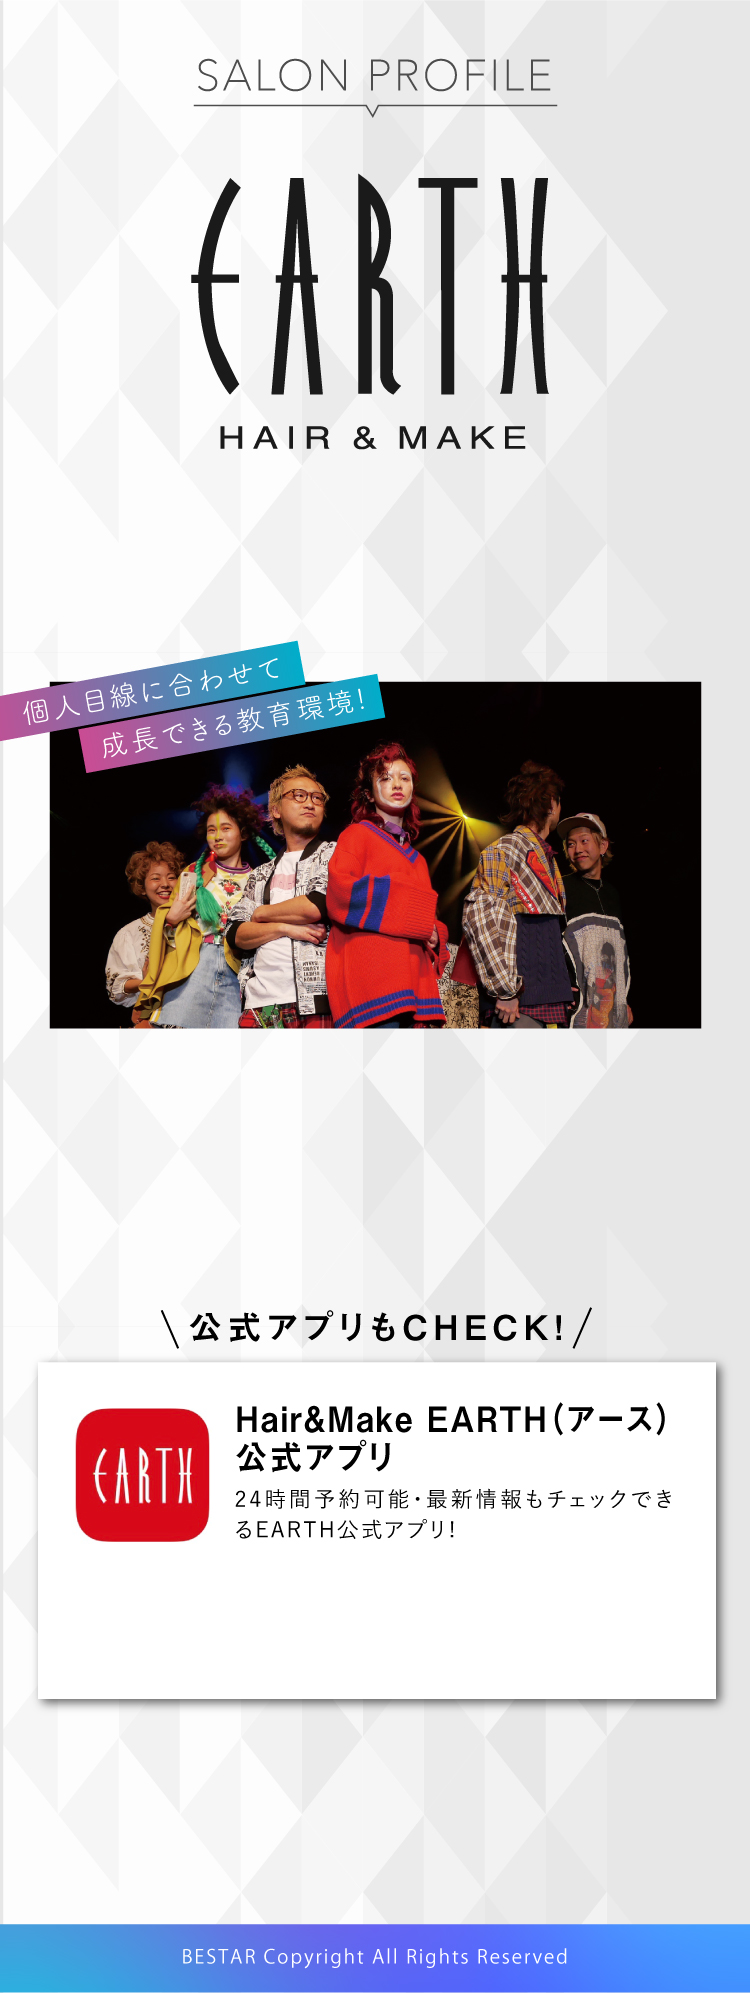 SALON PROFILE
EARTH
HAIR & MAKE
個人目線に合わせて
成長できる教育環境!
公式アプリもCHECK!
EARTH
Hair&Make EARTH(アース)
公式アプリ
24時間予約可能・最新情報もチェックでき
るEARTH公式アプリ!
BESTAR Copyright All Rights Reserved